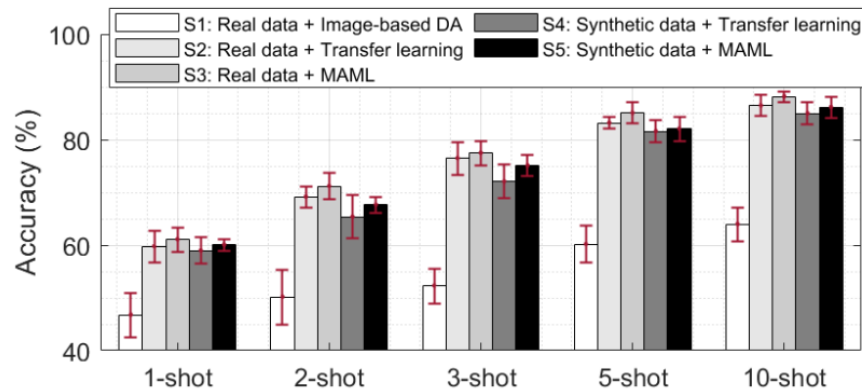 S1: Real data + Image-based DA
S2: Real data + Transfer learning
S3: Real data + MAML
S4: Synthetic data + Transfer learning
S5: Synthetic data + MAML
Accuracy (%)
100
80
60
40
1-shot 2-shot 3-shot 5-shot 10-shot